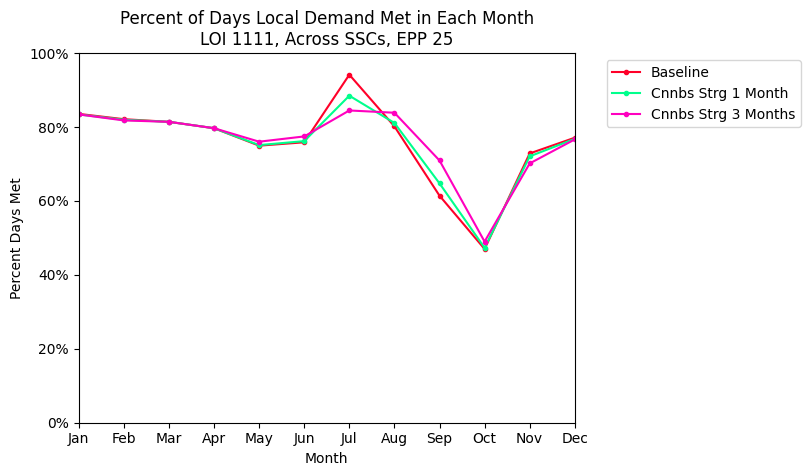 Percent of Days Local Demand Met in Each Month
LOI 1111, Across SSCs, EPP 25
Baseline
Cnnbs Strg 1 Month
Cnnbs Strg 3 Months
Percent Days Met
100%
80%
60%
40%
20%
0%
Jan Feb Mar Apr May Jun Jul Aug Sep Oct Nov Dec
Month